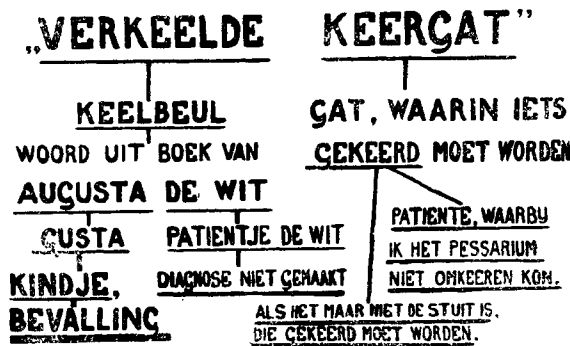 „VERKEELDE KEERGAT”
KEELBEUL
WOORD UIT BOEK VAN
AUGUSTA DE WIT
GUSTA
KINDJE,
BEVALLING
PATIENTJE DE WIT
DIAGNOSE NIET GEMAAKT
GAT, WAARIN IETS
GEKEERD MOET WORDEN
PATIENTE, WAARBIJ
IK HET PESSARIUM
NIET OMKEEREN KON.
ALS HET MAAR NIET DE STUIT IS,
DIE GEKEERD MOET WORDEN.